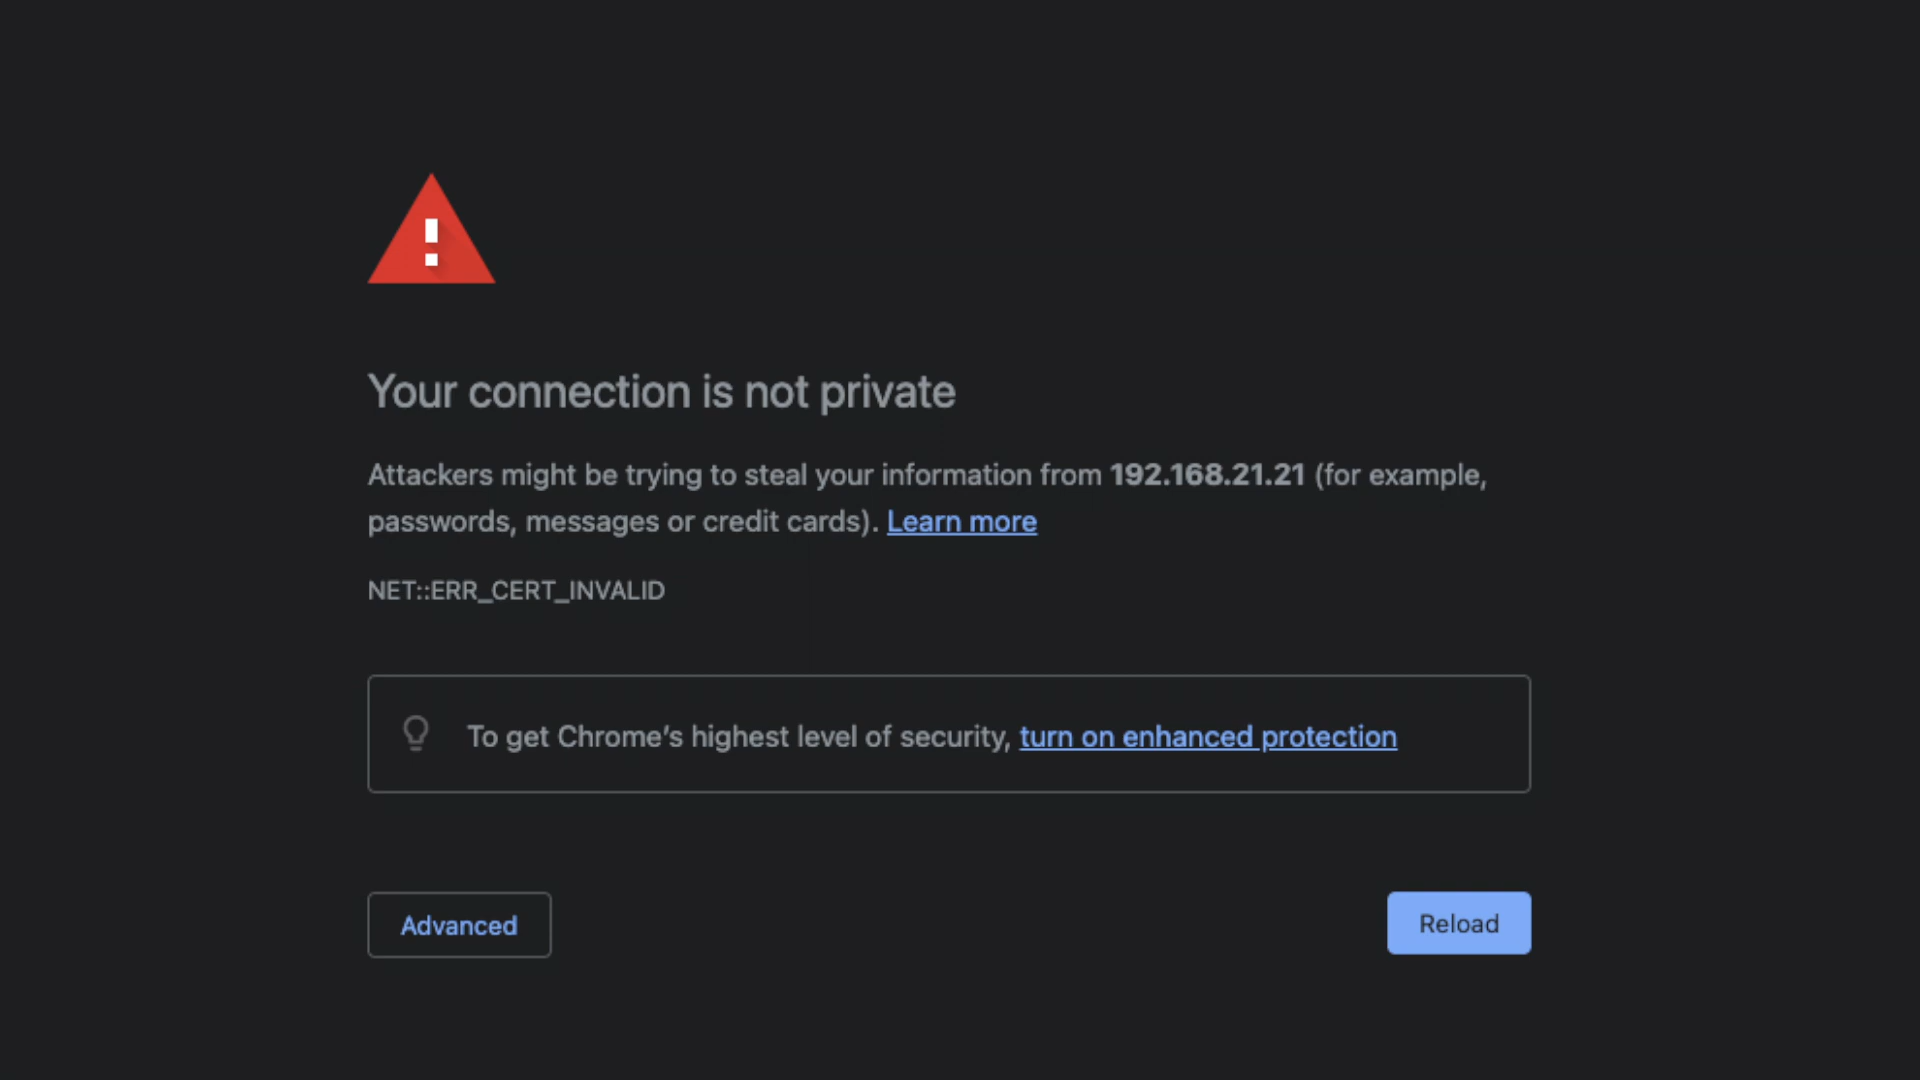 Your connection is not private
Attackers might be trying to steal your information from 192.168.21.21 (for example,
passwords, messages or credit cards). Learn more
NET::ERR_CERT_INVALID
To get Chrome’s highest level of security, turn on enhanced protection
Advanced
Reload